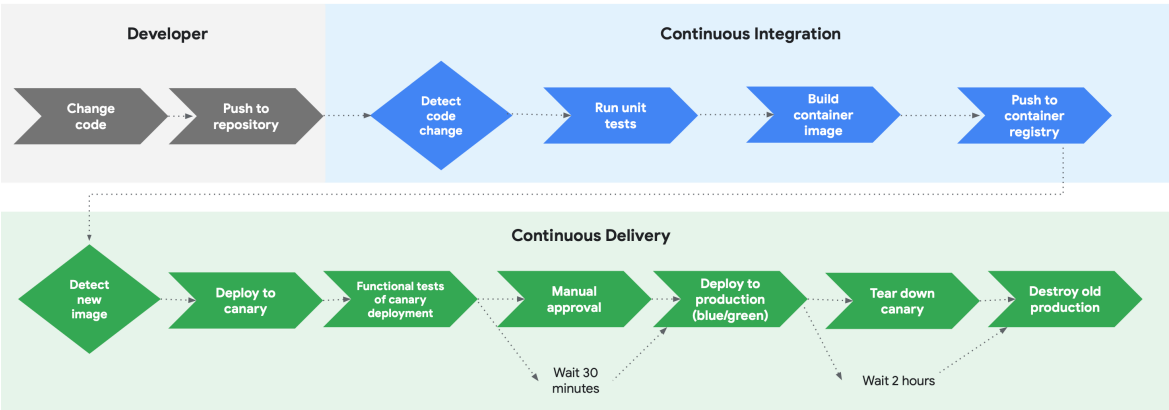 Developer
Continuous Integration
Change
code
Push to
repository
Detect
code
change
Run unit
tests
Build
container
image
Push to
container
registry
Continuous Delivery
Detect
new
image
Deploy to
canary
Functional tests
of canary
deployment
Manual
approval
Deploy to
production
(blue/green)
Tear down
canary
Destroy old
production
Wait 30
minutes
Wait 2 hours